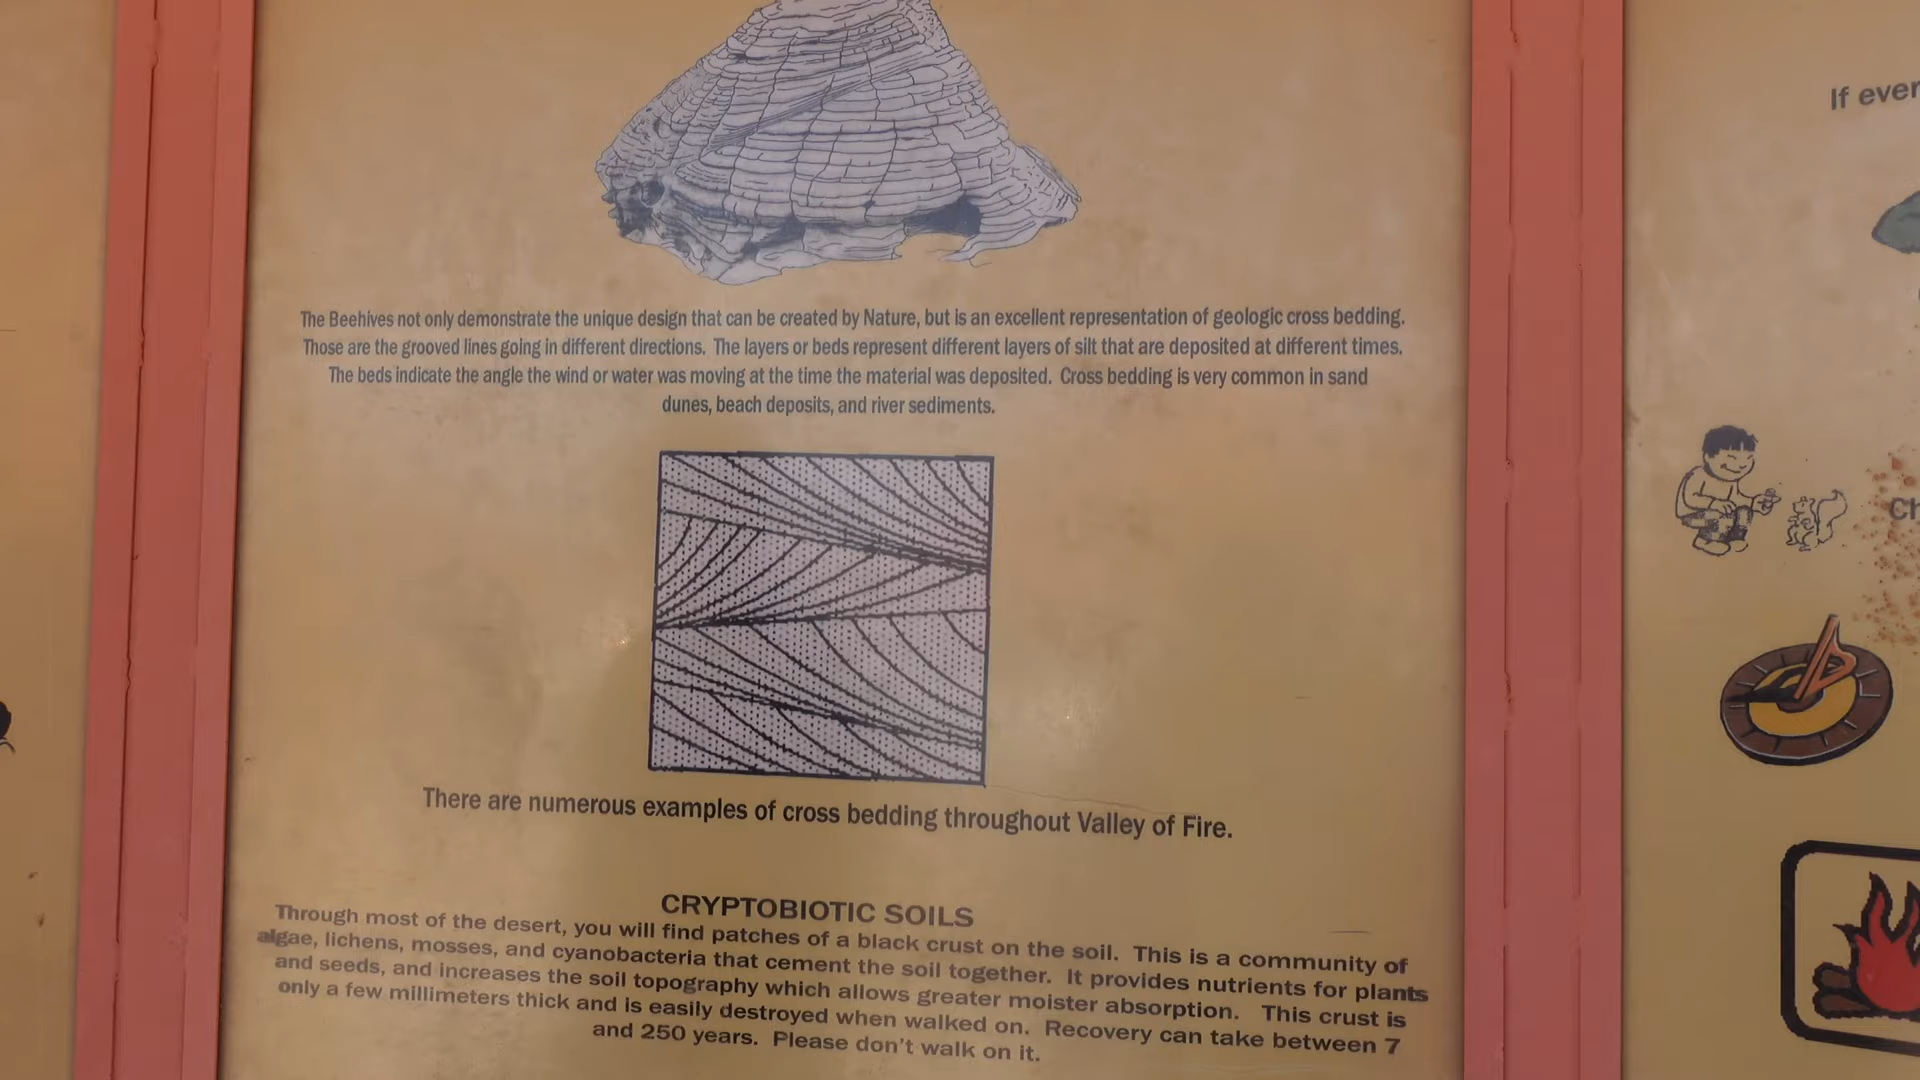 The Beehives not only demonstrate the unique design that can be created by Nature, but is an excellent representation of geologic cross bedding.
Those are the grooved lines going in different directions. The layers or beds represent different layers of silt that are deposited at different times.
The beds indicate the angle the wind or water was moving at the time the material was deposited. Cross bedding is very common in sand
dunes, beach deposits, and river sediments.
There are numerous examples of cross bedding throughout Valley of Fire.
CRYPTOBIOTIC SOILS
Through most of the desert, you will find patches of a black crust on the soil. This is a community of
algae, lichens, mosses, and cyanobacteria that cement the soil together. It provides nutrients for plants
and seeds, and increases the soil topography which allows greater moister absorption. This crust is
only a few millimeters thick and is easily destroyed when walked on. Recovery can take between 7
and 250 years. Please don't walk on it.
If ever
Ch